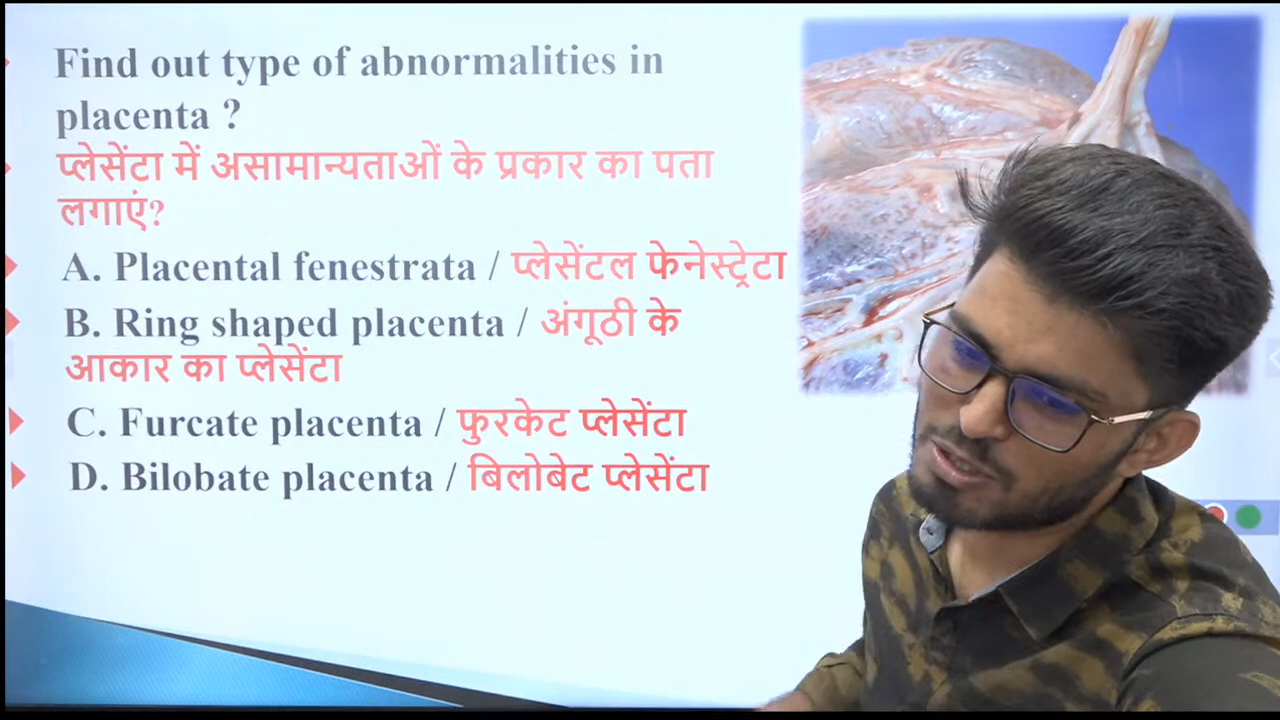 Find out type of abnormalities in
placenta ?
प्लेसेंटा में असामान्यताओं के प्रकार का पता
लगाएं?
A. Placental fenestrata / प्लेसेंटल फेनेस्ट्रेटा
B. Ring shaped placenta / अंगूठी के
आकार का प्लेसेंटा
C. Furcate placenta / फुरकेट प्लेसेंटा
D. Bilobate placenta / बिलोबेट प्लेसेंटा